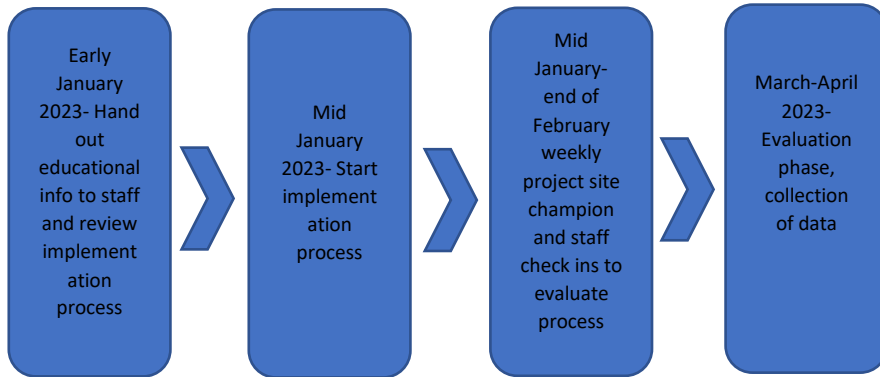 Early
January
2023- Hand
out
educational
info to staff
and review
implement
ation
process
Mid
January
2023- Start
implement
ation
process
Mid
January-
end of
February
weekly
project site
champion
and staff
check ins to
evaluate
process
March-April
2023-
Evaluation
phase,
collection
of data